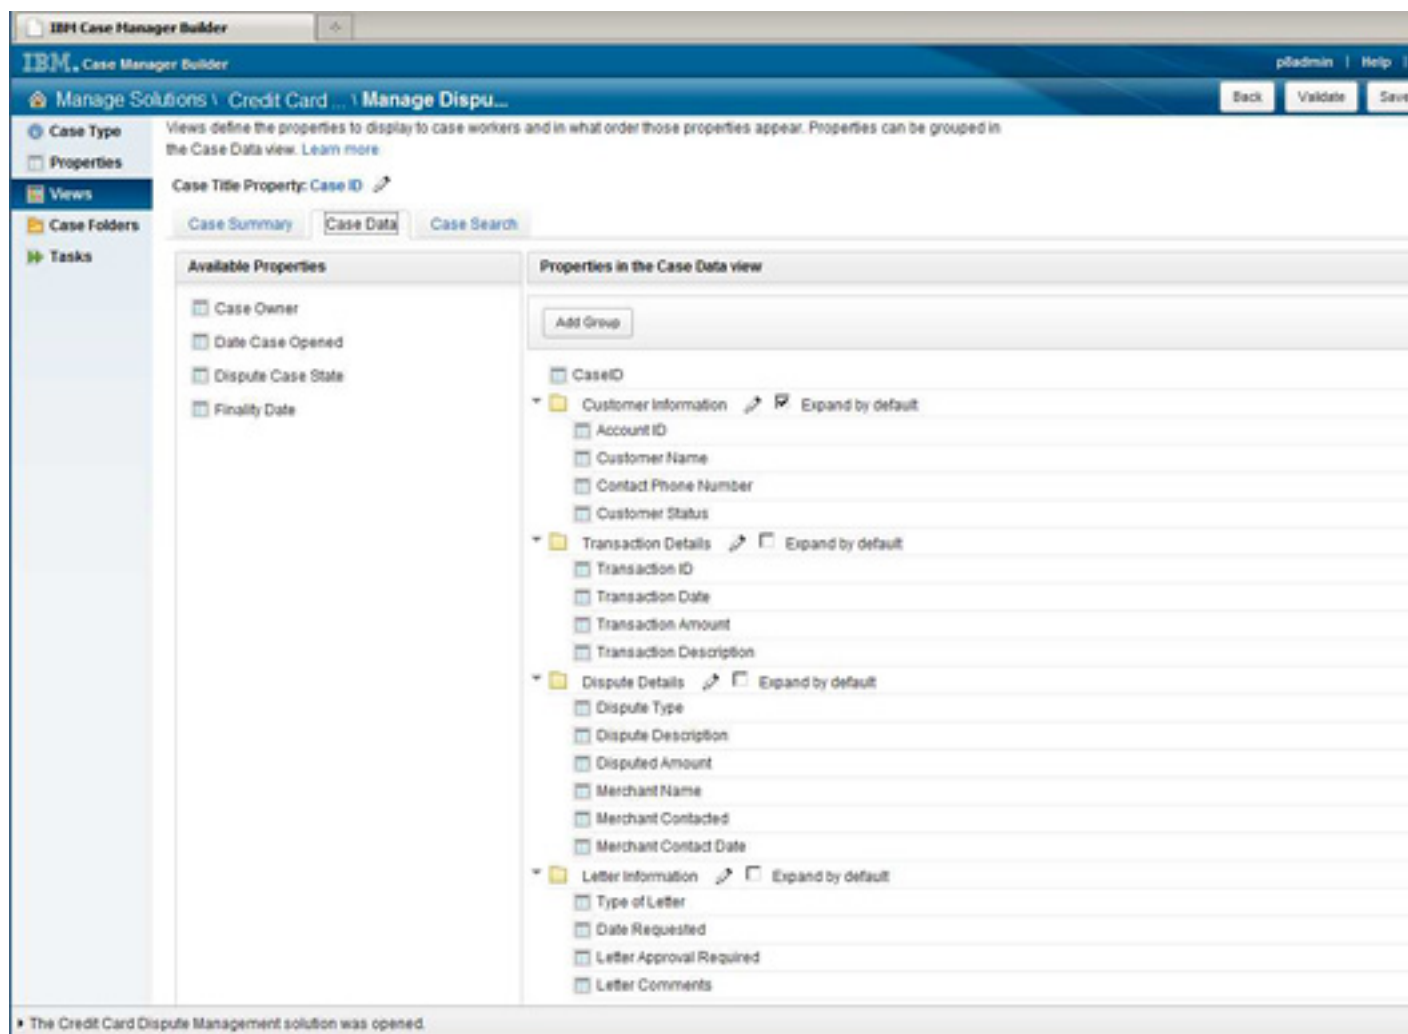 IBM Case Manager Builder
IBM. Case Manager Builder
p8admin | Help |
Manage Solutions \ Credit Card ... \ Manage Dispu...
Back Validate Save
Case Type
Properties
Views
Case Folders
Tasks
Views define the properties to display to case workers and in what order those properties appear. Properties can be grouped in
the Case Data view. Learn more
Case Title Property: Case ID
Case Summary Case Data Case Search
Available Properties
Case Owner
Date Case Opened
Dispute Case State
Finality Date
Properties in the Case Data view
Add Group
CaseID
Customer Information Expand by default
Account ID
Customer Name
Contact Phone Number
Customer Status
Transaction Details Expand by default
Transaction ID
Transaction Date
Transaction Amount
Transaction Description
Dispute Details Expand by default
Dispute Type
Dispute Description
Disputed Amount
Merchant Name
Merchant Contacted
Merchant Contact Date
Letter Information Expand by default
Type of Letter
Date Requested
Letter Approval Required
Letter Comments
The Credit Card Dispute Management solution was opened.